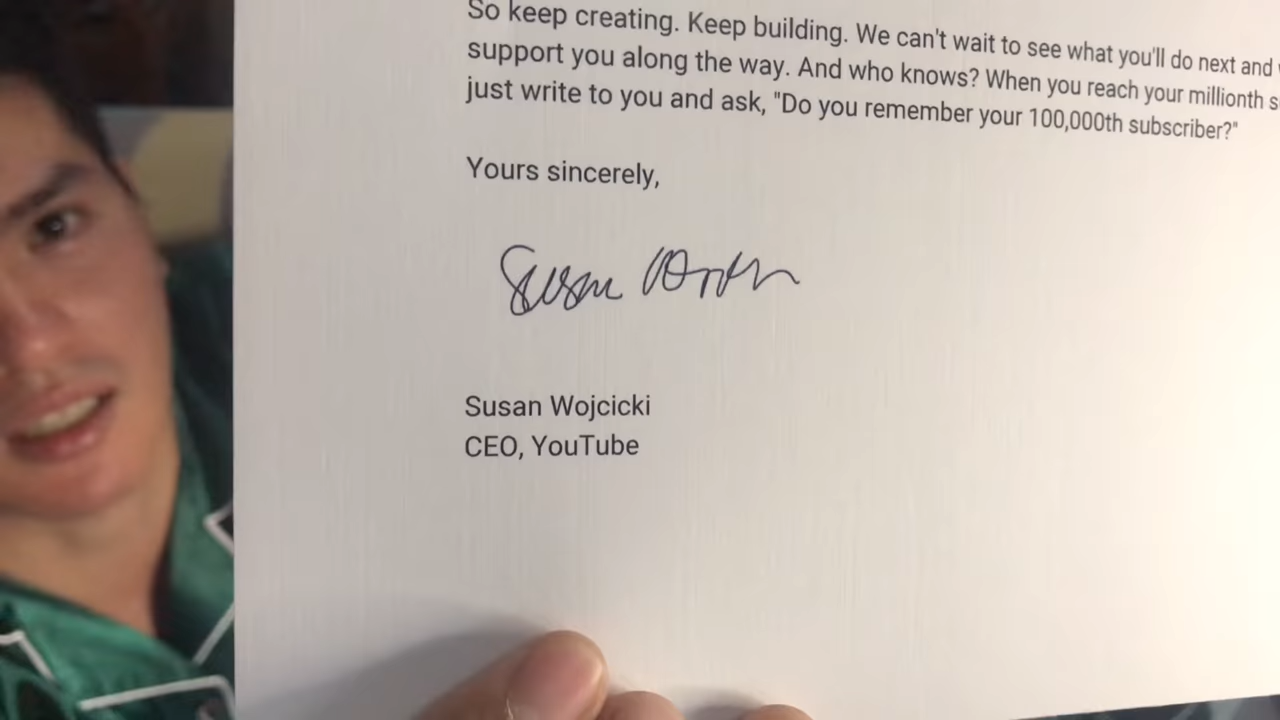 So keep creating. Keep building. We can't wait to see what you'll do next and
support you along the way. And who knows? When you reach your millionth
just write to you and ask, "Do you remember your 100,000th subscriber?"
Yours sincerely,
Susan
Susan Wojcicki
CEO, YouTube